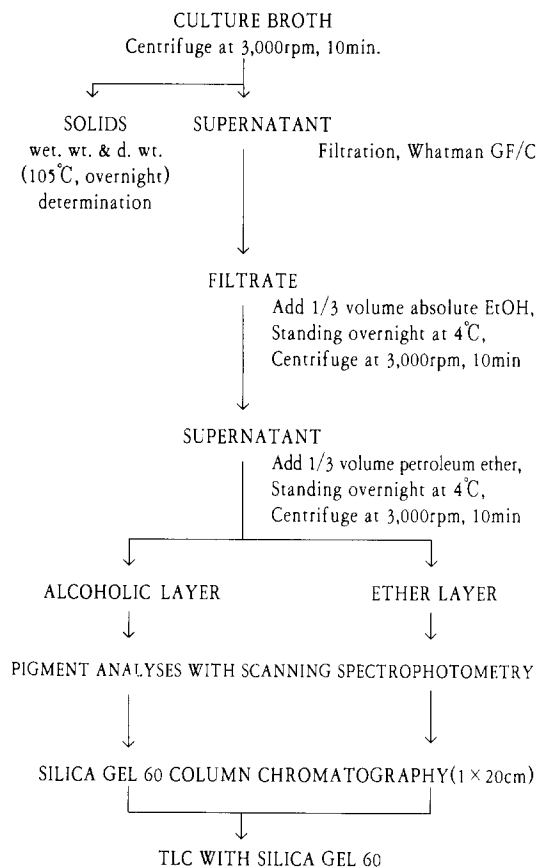 CULTURE BROTH
Centrifuge at 3,000rpm, 10min.
SOLIDS
wet. wt. & d. wt.
(105℃, overnight)
determination
SUPERNATANT
Filtration, Whatman GF/C
FILTRATE
Add 1/3 volume absolute EtOH,
Standing overnight at 4℃,
Centrifuge at 3,000rpm, 10min
SUPERNATANT
Add 1/3 volume petroleum ether,
Standing overnight at 4℃,
Centrifuge at 3,000rpm, 10min
ALCOHOLIC LAYER
ETHER LAYER
PIGMENT ANALYSES WITH SCANNING SPECTROPHOTOMETRY
SILICA GEL 60 COLUMN CHROMATOGRAPHY(1 × 20cm)
TLC WITH SILICA GEL 60